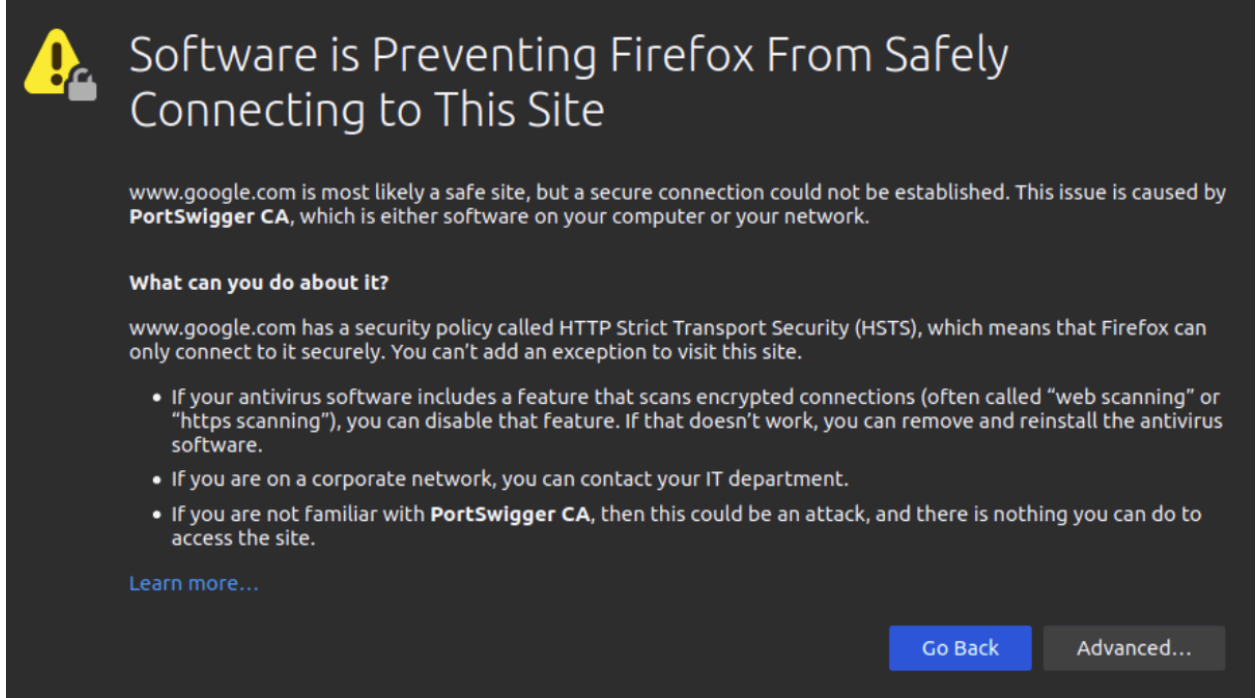 Software is Preventing Firefox From Safely
Connecting to This Site
www.google.com is most likely a safe site, but a secure connection could not be established. This issue is caused by
PortSwigger CA, which is either software on your computer or your network.
What can you do about it?
www.google.com has a security policy called HTTP Strict Transport Security (HSTS), which means that Firefox can
only connect to it securely. You can’t add an exception to visit this site.
• If your antivirus software includes a feature that scans encrypted connections (often called “web scanning” or
“https scanning”), you can disable that feature. If that doesn’t work, you can remove and reinstall the antivirus
software.
• If you are on a corporate network, you can contact your IT department.
• If you are not familiar with PortSwigger CA, then this could be an attack, and there is nothing you can do to
access the site.
Learn more…
Go Back
Advanced…